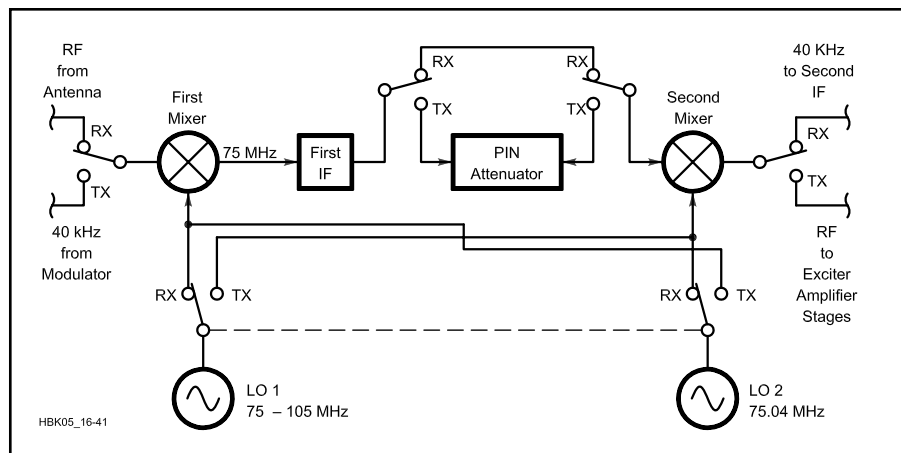 RF
from
Antenna
RX
TX
40 kHz
from
Modulator
First
Mixer
75 MHz
First
IF
RX
TX
PIN
Attenuator
RX
TX
Second
Mixer
40 KHz
to Second
IF
RX
TX
RF
to
Exciter
Amplifier
Stages
RX
TX
RX
TX
LO 1
75 – 105 MHz
LO 2
75.04 MHz
HBK05_16-41